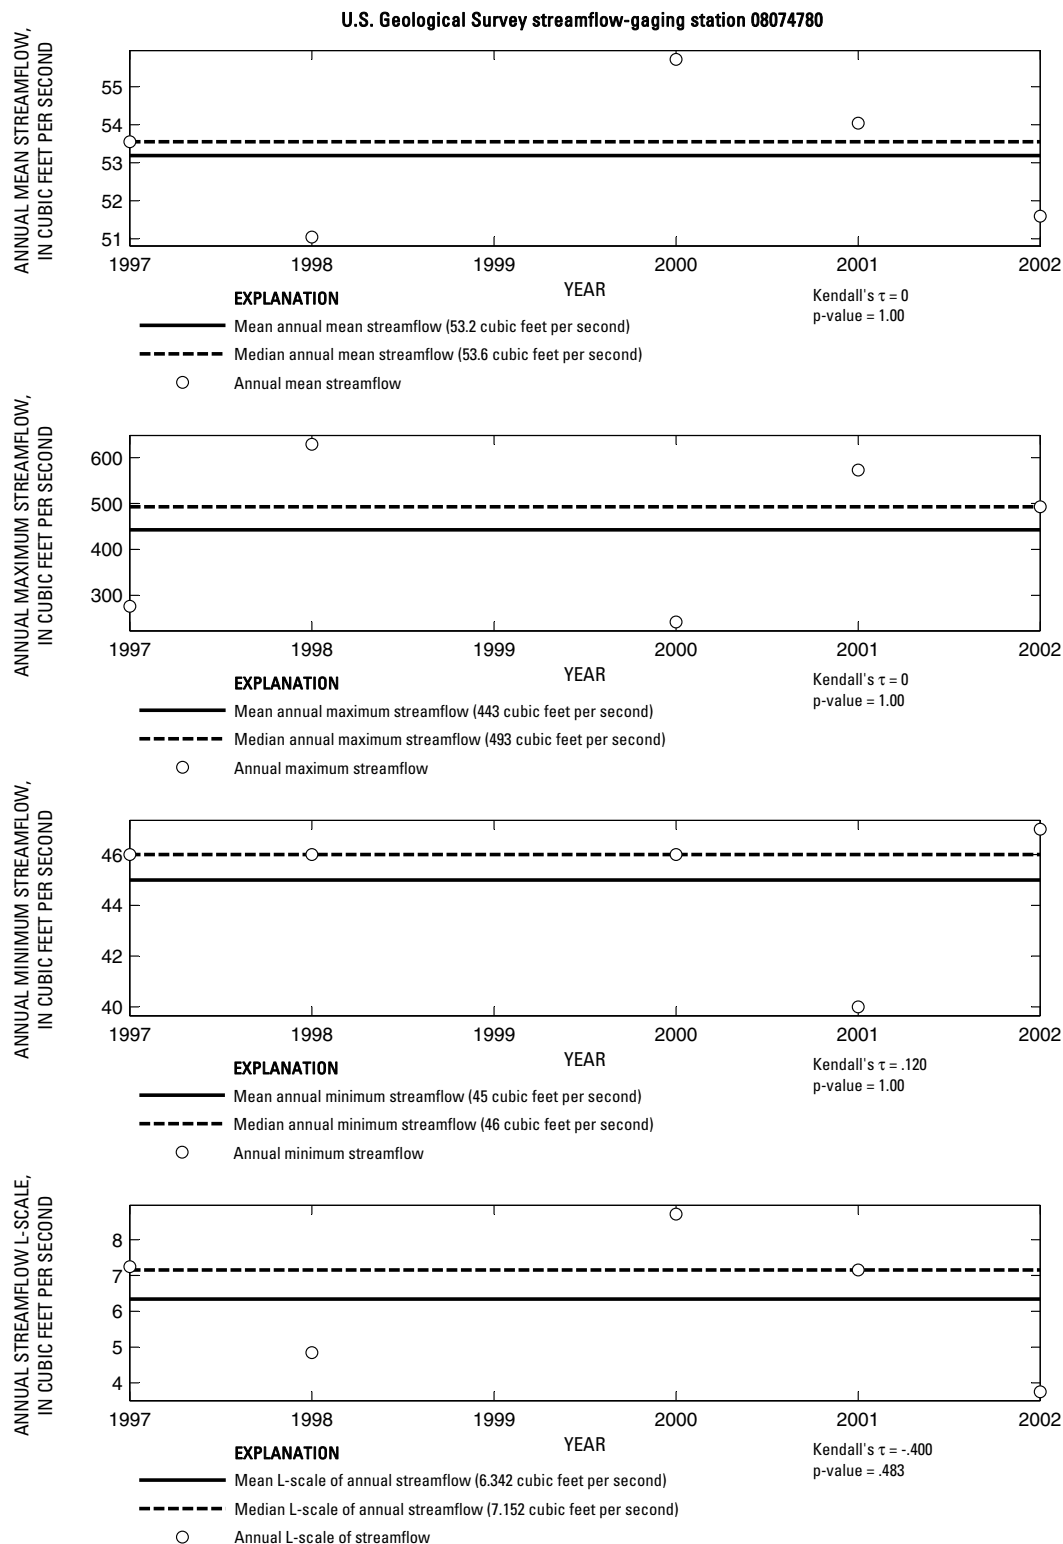 U.S. Geological Survey streamflow-gaging station 08074780
ANNUAL MEAN STREAMFLOW,
IN CUBIC FEET PER SECOND
55
54
53
52
51
1997 1998 1999 2000 2001 2002
YEAR
Kendall's τ = 0
p-value = 1.00
EXPLANATION
Mean annual mean streamflow (53.2 cubic feet per second)
Median annual mean streamflow (53.6 cubic feet per second)
Annual mean streamflow
ANNUAL MAXIMUM STREAMFLOW,
IN CUBIC FEET PER SECOND
600
500
400
300
1997 1998 1999 2000 2001 2002
YEAR
Kendall's τ = 0
p-value = 1.00
EXPLANATION
Mean annual maximum streamflow (443 cubic feet per second)
Median annual maximum streamflow (493 cubic feet per second)
Annual maximum streamflow
ANNUAL MINIMUM STREAMFLOW,
IN CUBIC FEET PER SECOND
46
44
42
40
1997 1998 1999 2000 2001 2002
YEAR
Kendall's τ = .120
p-value = 1.00
EXPLANATION
Mean annual minimum streamflow (45 cubic feet per second)
Median annual minimum streamflow (46 cubic feet per second)
Annual minimum streamflow
ANNUAL STREAMFLOW L-SCALE,
IN CUBIC FEET PER SECOND
8
7
6
5
4
1997 1998 1999 2000 2001 2002
YEAR
Kendall's τ = -.400
p-value = .483
EXPLANATION
Mean L-scale of annual streamflow (6.342 cubic feet per second)
Median L-scale of annual streamflow (7.152 cubic feet per second)
Annual L-scale of streamflow